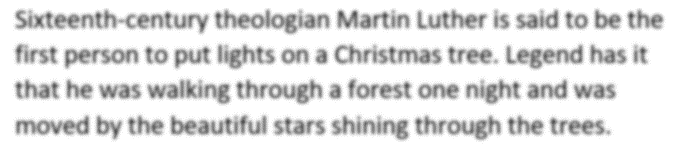 Sixteenth-century theologian Martin Luther is said to be the
first person to put lights on a Christmas tree. Legend has it
that he was walking through a forest one night and was
moved by the beautiful stars shining through the trees.